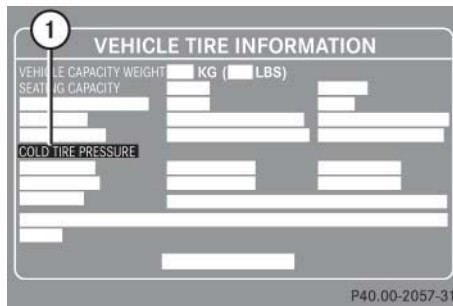 1
VEHICLE TIRE INFORMATION
VEHICLE CAPACITY WEIGHT KG ( LBS)
SEATING CAPACITY
COLD TIRE PRESSURE
P40.00-2057-31